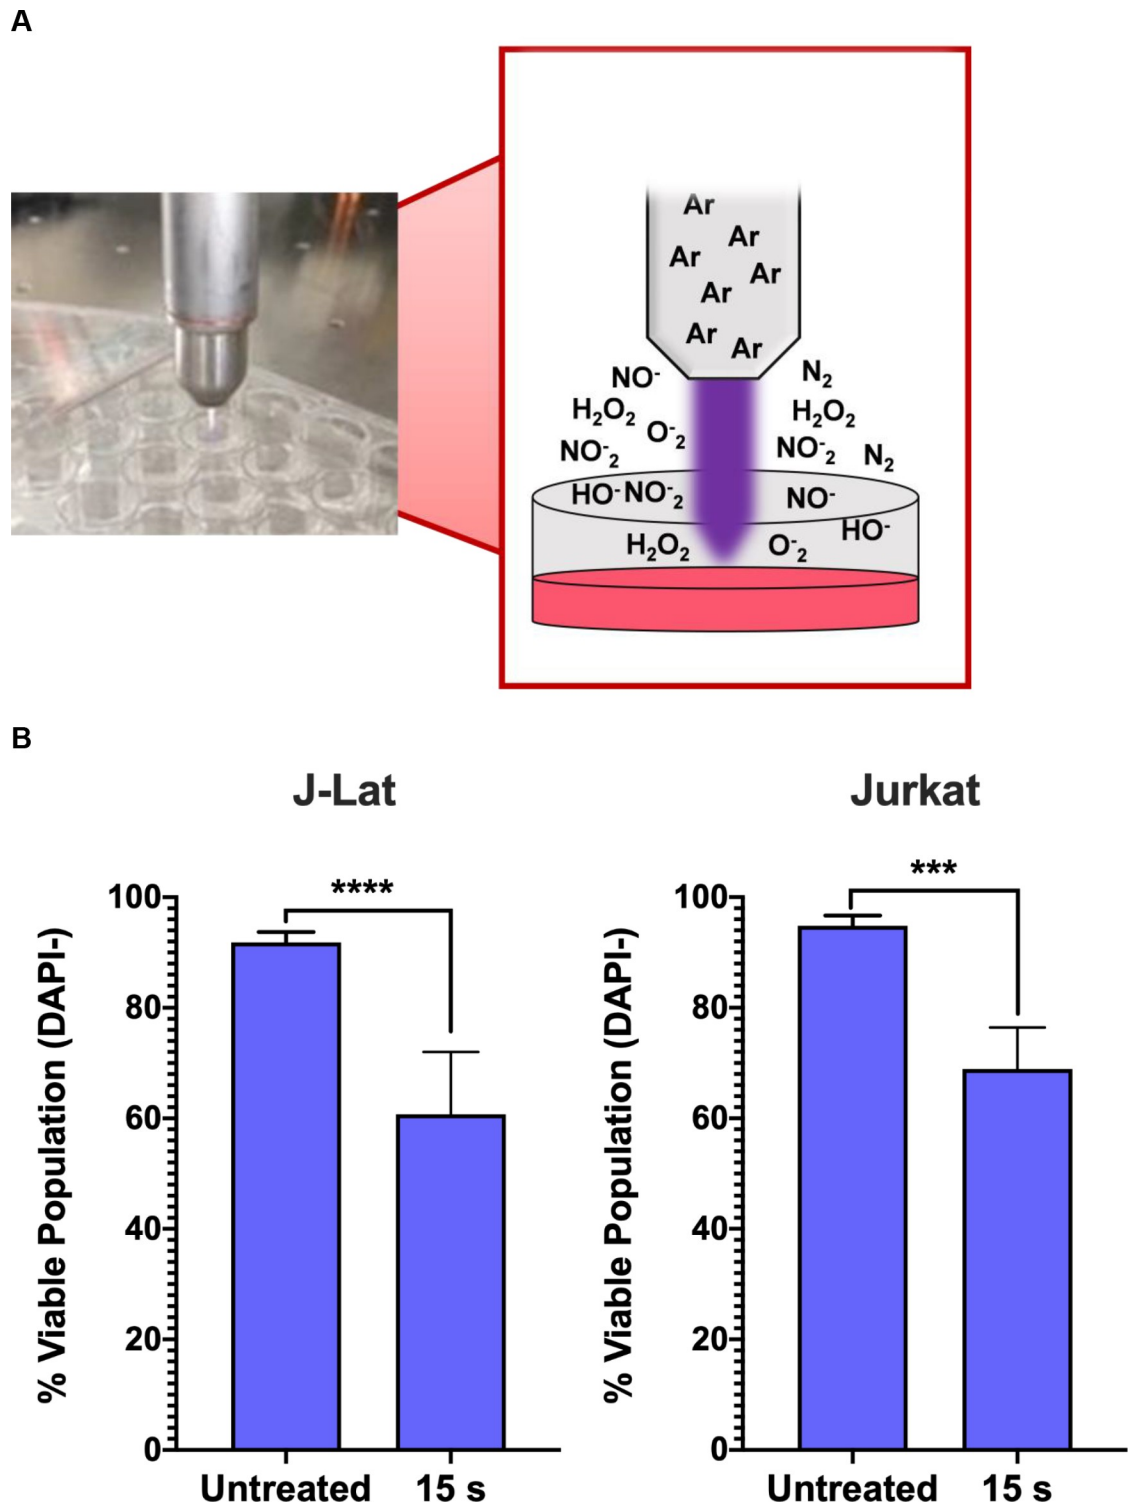 A
Ar
Ar
Ar
Ar
Ar
Ar
Ar
NO⁻ N₂
H₂O₂ H₂O₂
O⁻₂
NO⁻₂ NO⁻₂ N₂
HO⁻ NO⁻₂ NO⁻
HO⁻
H₂O₂ O⁻₂
B
J-Lat
% Viable Population (DAPI-)
100
80
60
40
20
0
****
Untreated 15 s
Jurkat
% Viable Population (DAPI-)
100
80
60
40
20
0
***
Untreated 15 s